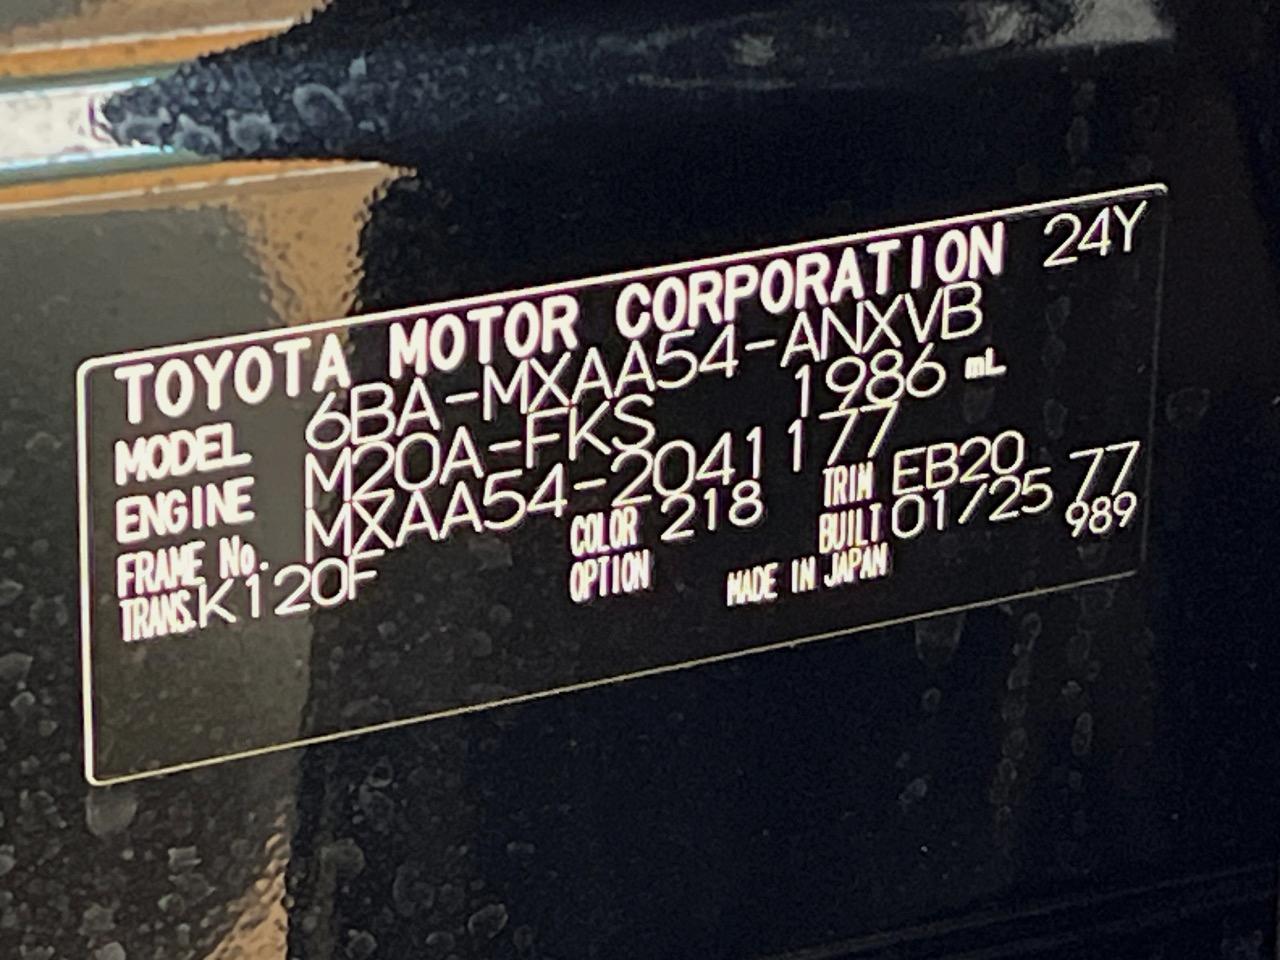 TOYOTA MOTOR CORPORATION 24Y
MODEL 6BA-MXAA54-ANXVB
ENGINE M20A-FKS 1986 mL
FRAME No. MXAA54-2041177
COLOR 218 TRIM EB20 77
TRANS. K120F OPTION BUILT 01/25 989
MADE IN JAPAN